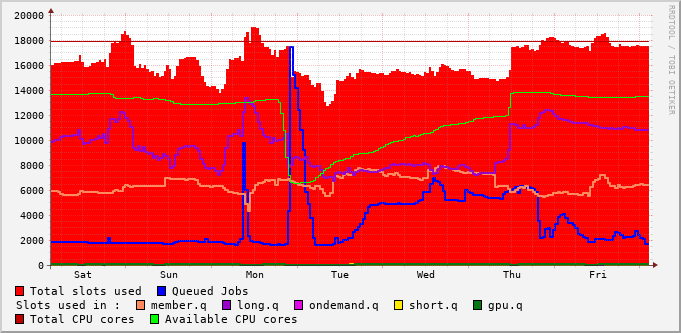 RRDTOOL / TOBI OETIKER
20000
18000
16000
14000
12000
10000
8000
6000
4000
2000
0
Sat Sun Mon Tue Wed Thu Fri
Total slots used Queued Jobs
Slots used in : member.q long.q ondemand.q short.q gpu.q
Total CPU cores Available CPU cores